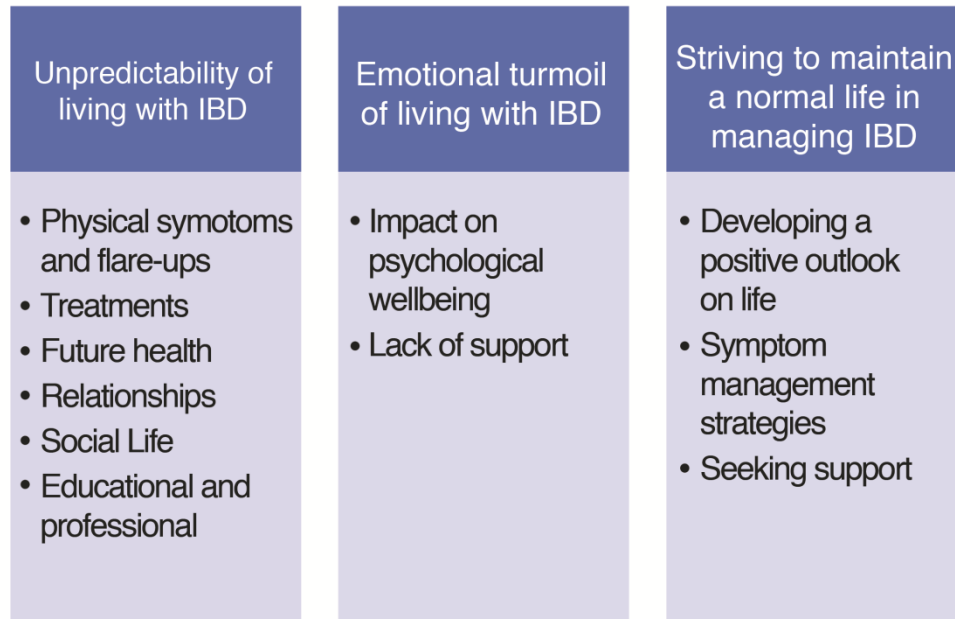 Unpredictability of
living with IBD
• Physical symotoms
and flare-ups
• Treatments
• Future health
• Relationships
• Social Life
• Educational and
professional
Emotional turmoil
of living with IBD
• Impact on
psychological
wellbeing
• Lack of support
Striving to maintain
a normal life in
managing IBD
• Developing a
positive outlook
on life
• Symptom
management
strategies
• Seeking support